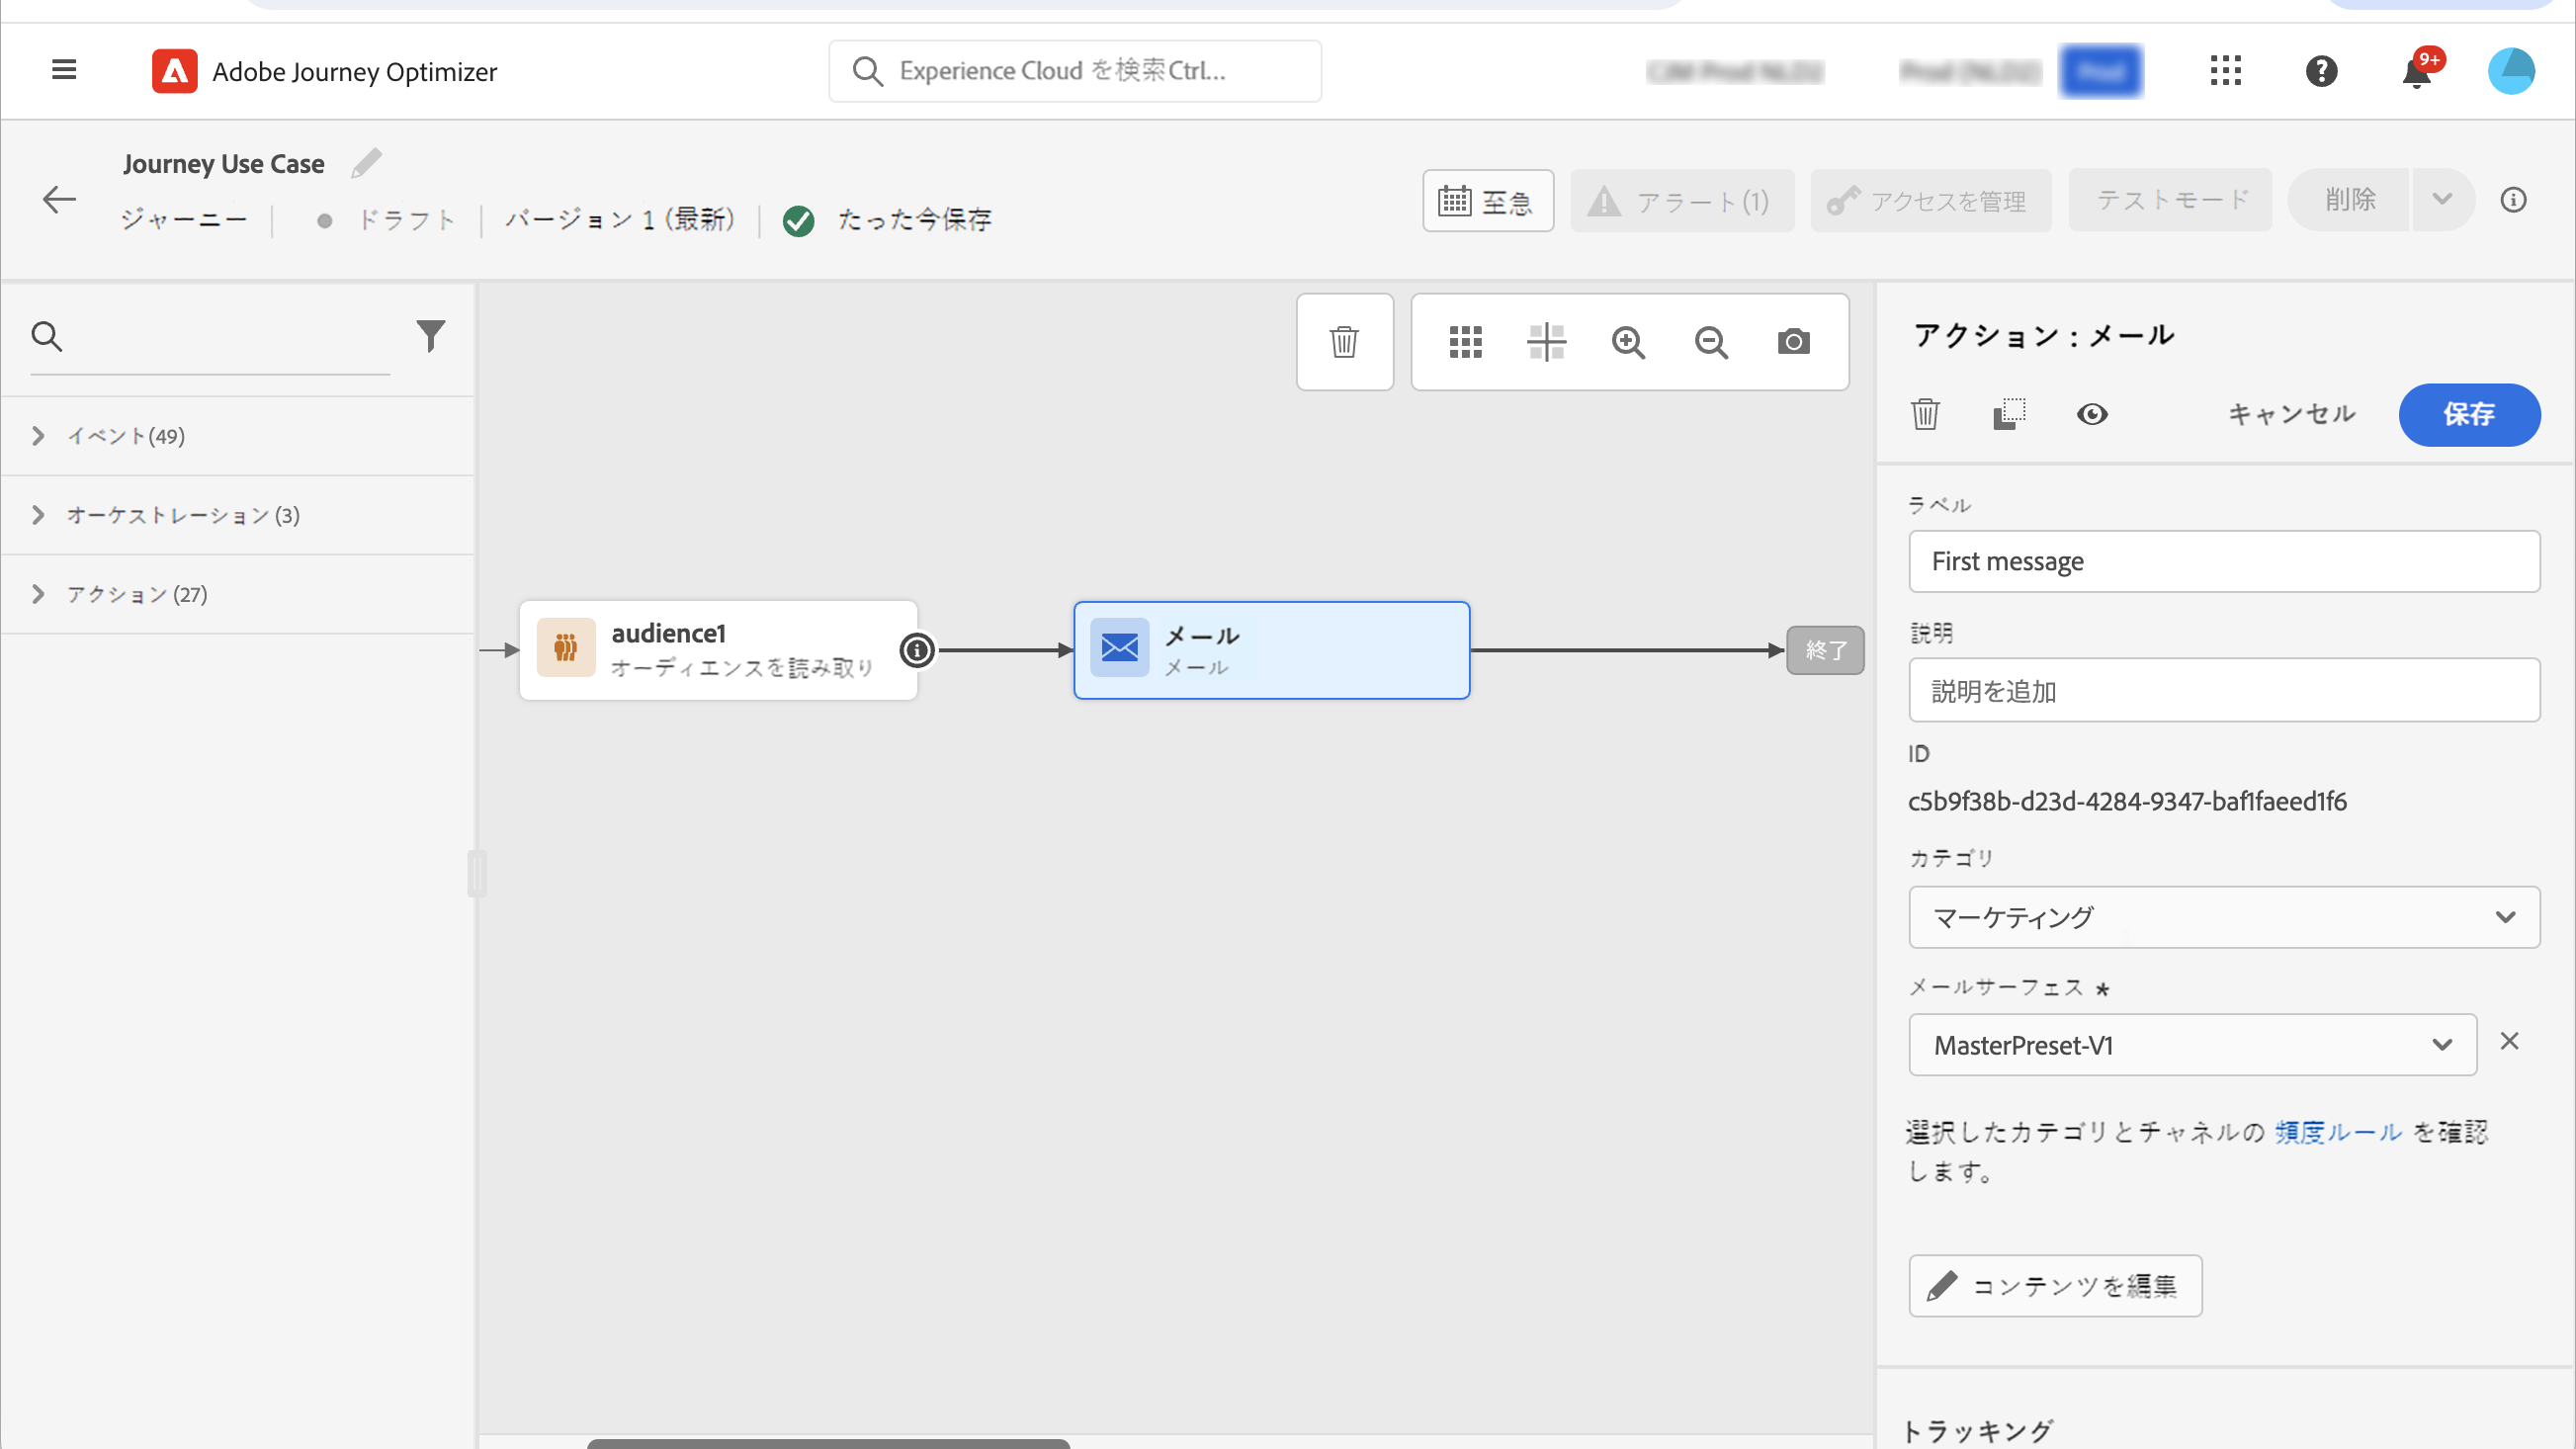 Adobe Journey Optimizer
Experience Cloud を検索Ctrl...
9+
Journey Use Case
ジャーニー
ドラフト
バージョン 1 (最新)
たった今保存
至急
アラート(1)
アクセスを管理
テストモード
削除
イベント(49)
オーケストレーション (3)
アクション (27)
audience1
オーディエンスを読み取り
メール
メール
終了
アクション : メール
キャンセル
保存
ラベル
First message
説明
説明を追加
ID
c5b9f38b-d23d-4284-9347-baf1faeed1f6
カテゴリ
マーケティング
メールサーフェス *
MasterPreset-V1
選択したカテゴリとチャネルの 頻度ルール を確認
します。
コンテンツを編集
トラッキング